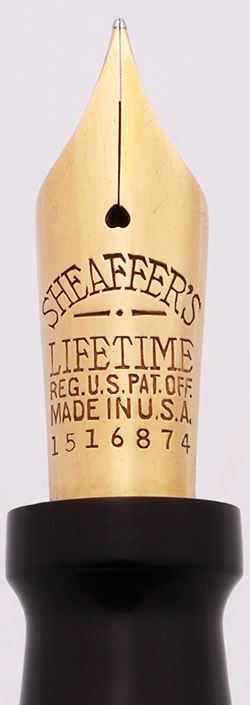 SHEAFFER'S
LIFETIME
REG. U.S. PAT. OFF.
MADE IN U.S.A.
1516874